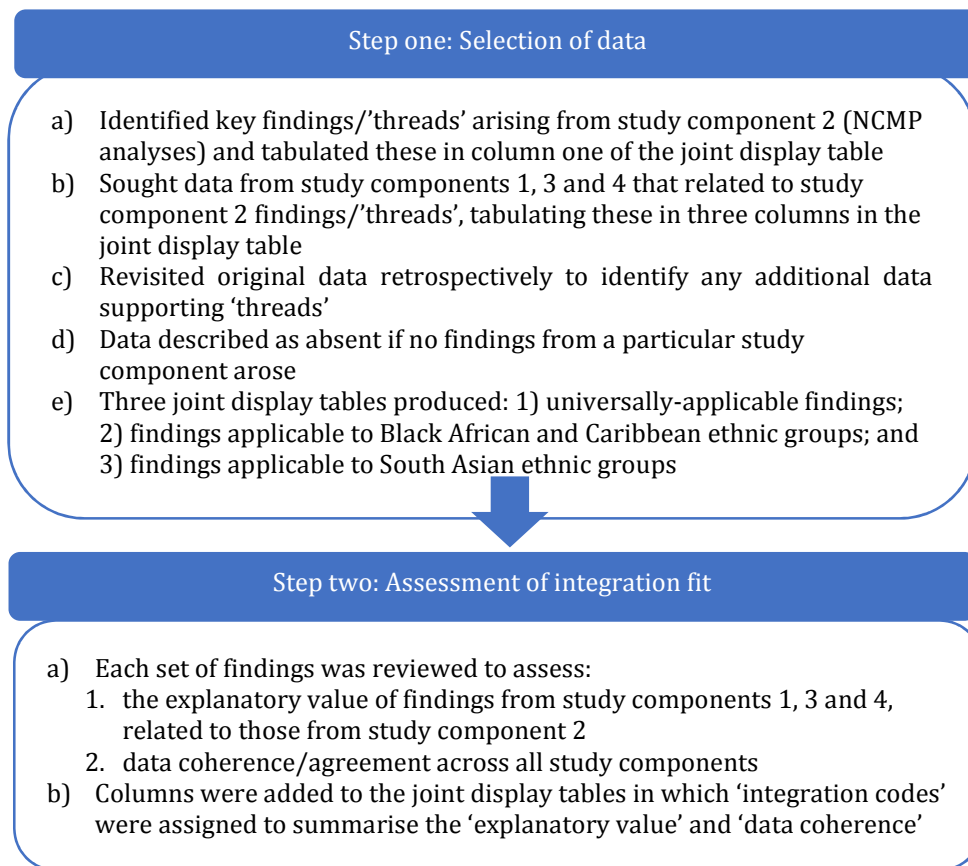 Step one: Selection of data
a) Identified key findings/’threads’ arising from study component 2 (NCMP
analyses) and tabulated these in column one of the joint display table
b) Sought data from study components 1, 3 and 4 that related to study
component 2 findings/’threads’, tabulating these in three columns in the
joint display table
c) Revisited original data retrospectively to identify any additional data
supporting ‘threads’
d) Data described as absent if no findings from a particular study
component arose
e) Three joint display tables produced: 1) universally-applicable findings;
2) findings applicable to Black African and Caribbean ethnic groups; and
3) findings applicable to South Asian ethnic groups
Step two: Assessment of integration fit
a) Each set of findings was reviewed to assess:
1. the explanatory value of findings from study components 1, 3 and 4,
related to those from study component 2
2. data coherence/agreement across all study components
b) Columns were added to the joint display tables in which ‘integration codes’
were assigned to summarise the ‘explanatory value’ and ‘data coherence’